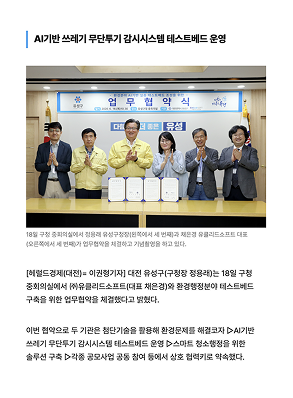 AI기반 쓰레기 무단투기 감시시스템 테스트베드 운영
업 무 협 약 식
유성
18일 구청 중회의실에서 정용래 유성구청장(왼쪽에서 세 번째)과 채은경 유클리드소프트 대표
(오른쪽에서 세 번째)가 업무협약을 체결하고 기념촬영을 하고 있다.
[헤럴드경제(대전)= 이권형기자] 대전 유성구(구청장 정용래)는 18일 구청
중회의실에서 ㈜유클리드소프트(대표 채은경)와 환경행정분야 테스트베드
구축을 위한 업무협약을 체결했다고 밝혔다.
이번 협약으로 두 기관은 첨단기술을 활용해 환경문제를 해결코자 ▷AI기반
쓰레기 무단투기 감시시스템 테스트베드 운영 ▷스마트 청소행정을 위한
솔루션 구축 ▷각종 공모사업 공동 참여 등에서 상호 협력키로 약속했다.